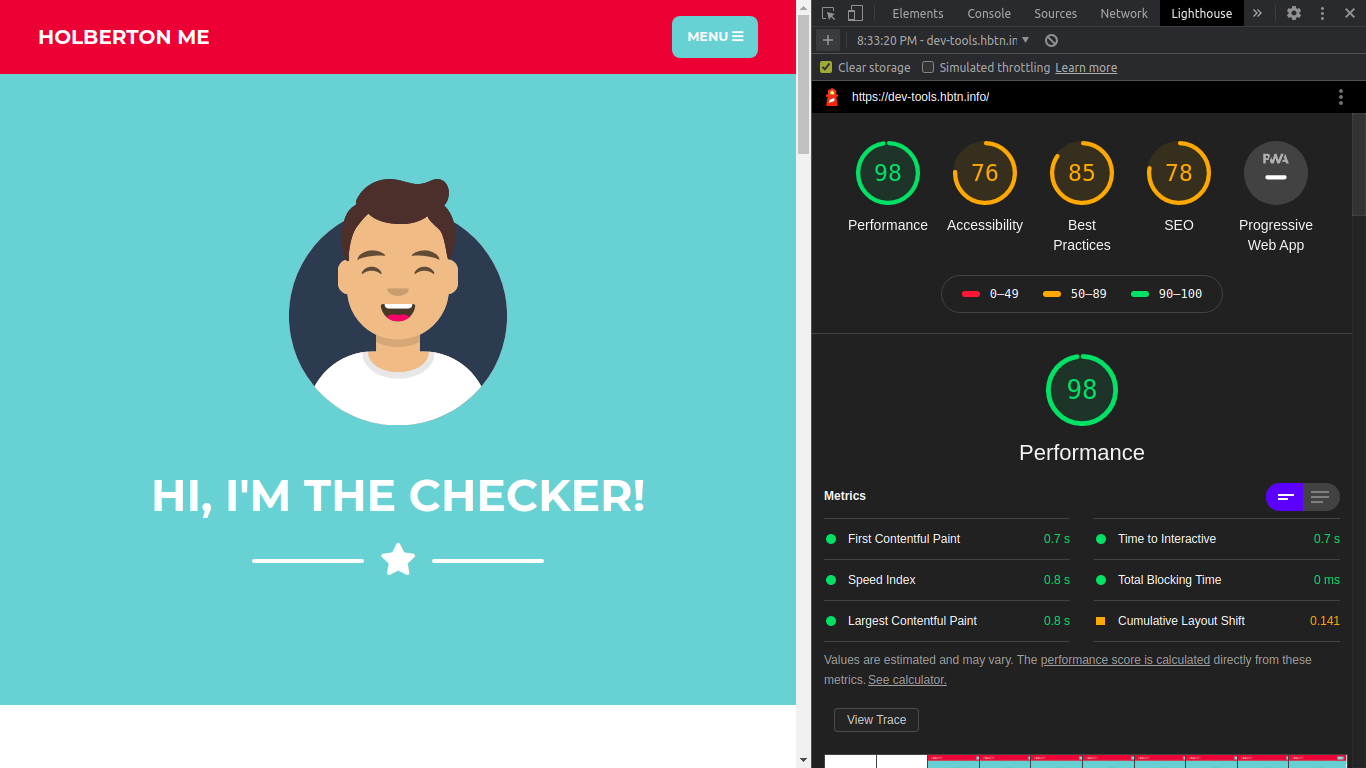 HOLBERTON ME
MENU
HI, I'M THE CHECKER!
Elements Console Sources Network Lighthouse
8:33:20 PM - dev-tools.hbtn.in
Clear storage Simulated throttling Learn more
https://dev-tools.hbtn.info/
98 76 85 78 PWA
Performance Accessibility Best Practices SEO Progressive Web App
0–49 50–89 90–100
98
Performance
Metrics
First Contentful Paint 0.7 s Time to Interactive 0.7 s
Speed Index 0.8 s Total Blocking Time 0 ms
Largest Contentful Paint 0.8 s Cumulative Layout Shift 0.141
Values are estimated and may vary. The performance score is calculated directly from these
metrics. See calculator.
View Trace